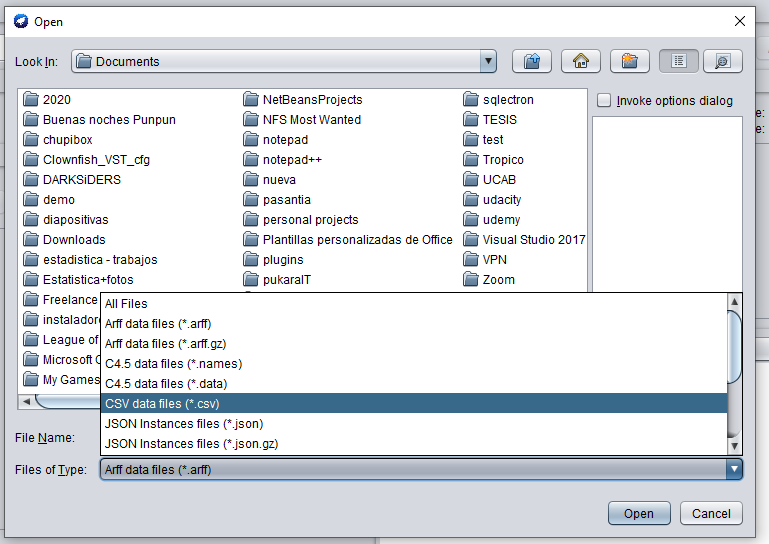 Open
Look In: Documents
2020
Buenas noches Punpun
chupibox
Clownfish_VST_cfg
DARKSiDERS
demo
diapositivas
Downloads
estadistica - trabajos
Estatistica+fotos
Freelance
instalador
League of
Microsoft
My Games
NetBeansProjects
NFS Most Wanted
notepad
notepad++
nueva
pasantia
personal projects
Plantillas personalizadas de Office
plugins
pukaraIT
sqlectron
TESIS
test
Tropico
UCAB
udacity
udemy
Visual Studio 2017
VPN
Zoom
Invoke options dialog
All Files
Arff data files (*.arff)
Arff data files (*.arff.gz)
C4.5 data files (*.names)
C4.5 data files (*.data)
CSV data files (*.csv)
JSON Instances files (*.json)
JSON Instances files (*.json.gz)
File Name:
Files of Type: Arff data files (*.arff)
Open Cancel